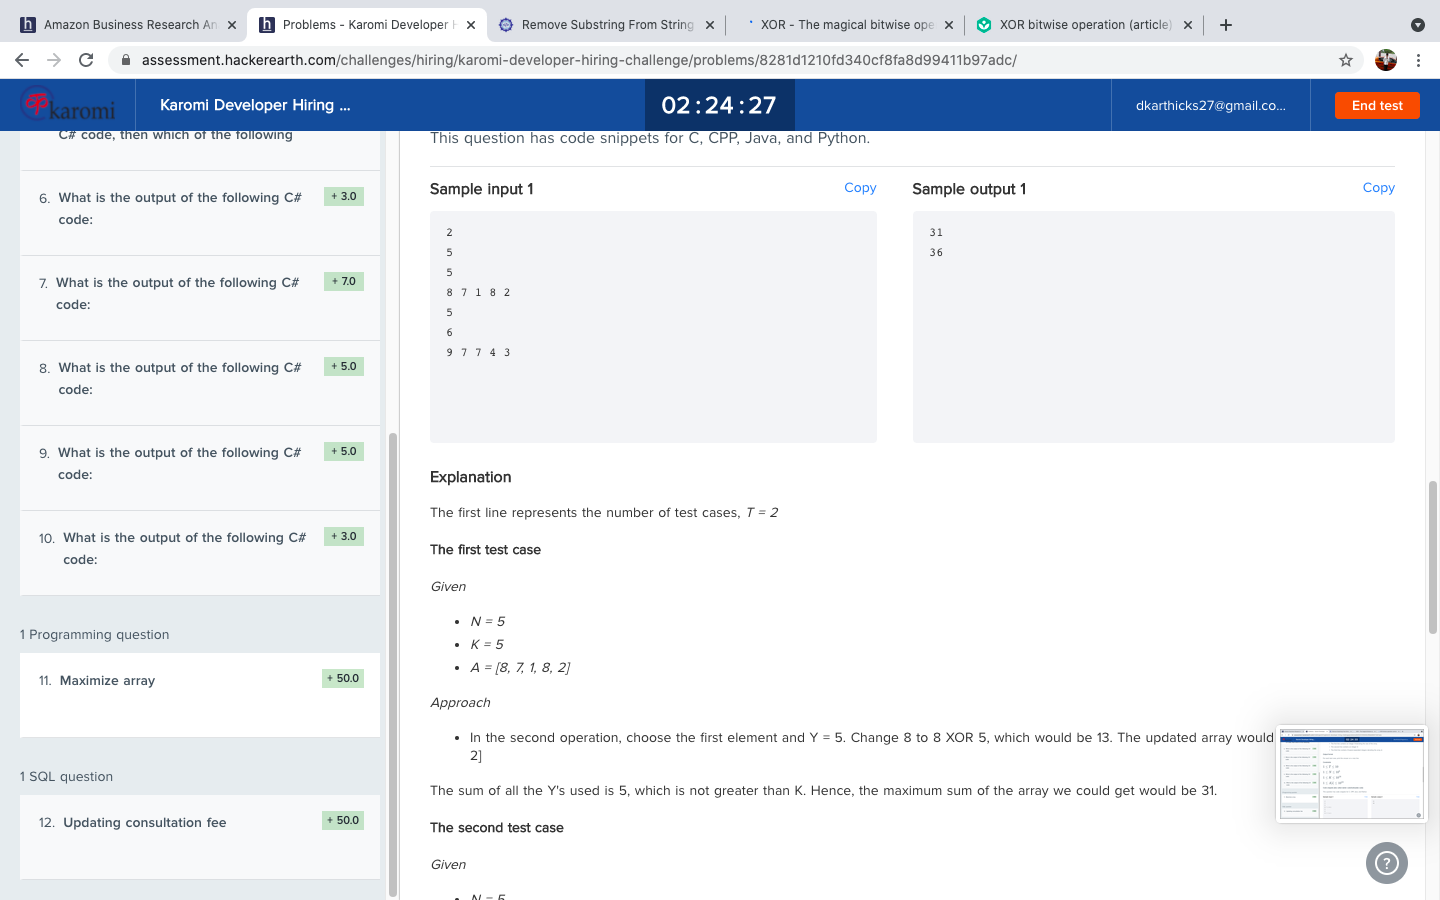 Amazon Business Research An
Problems - Karomi Developer H
Remove Substring From String
XOR - The magical bitwise ope
XOR bitwise operation (article)
assessment.hackerearth.com/challenges/hiring/karomi-developer-hiring-challenge/problems/8281d1210fd340cf8fa8d99411b97adc/
karomi
Karomi Developer Hiring ...
02:24:27
dkarthicks27@gmail.co...
End test
C# code, then which of the following
6. What is the output of the following C# code:
+ 3.0
7. What is the output of the following C# code:
+ 7.0
8. What is the output of the following C# code:
+ 5.0
9. What is the output of the following C# code:
+ 5.0
10. What is the output of the following C# code:
+ 3.0
1 Programming question
11. Maximize array
+ 50.0
1 SQL question
12. Updating consultation fee
+ 50.0
This question has code snippets for C, CPP, Java, and Python.
Sample input 1
Copy
2
5
5
8 7 1 8 2
5
6
9 7 7 4 3
Sample output 1
Copy
31
36
Explanation
The first line represents the number of test cases, T = 2
The first test case
Given
• N = 5
• K = 5
• A = [8, 7, 1, 8, 2]
Approach
• In the second operation, choose the first element and Y = 5. Change 8 to 8 XOR 5, which would be 13. The updated array would
2]
The sum of all the Y's used is 5, which is not greater than K. Hence, the maximum sum of the array we could get would be 31.
The second test case
Given
• N = 5
?